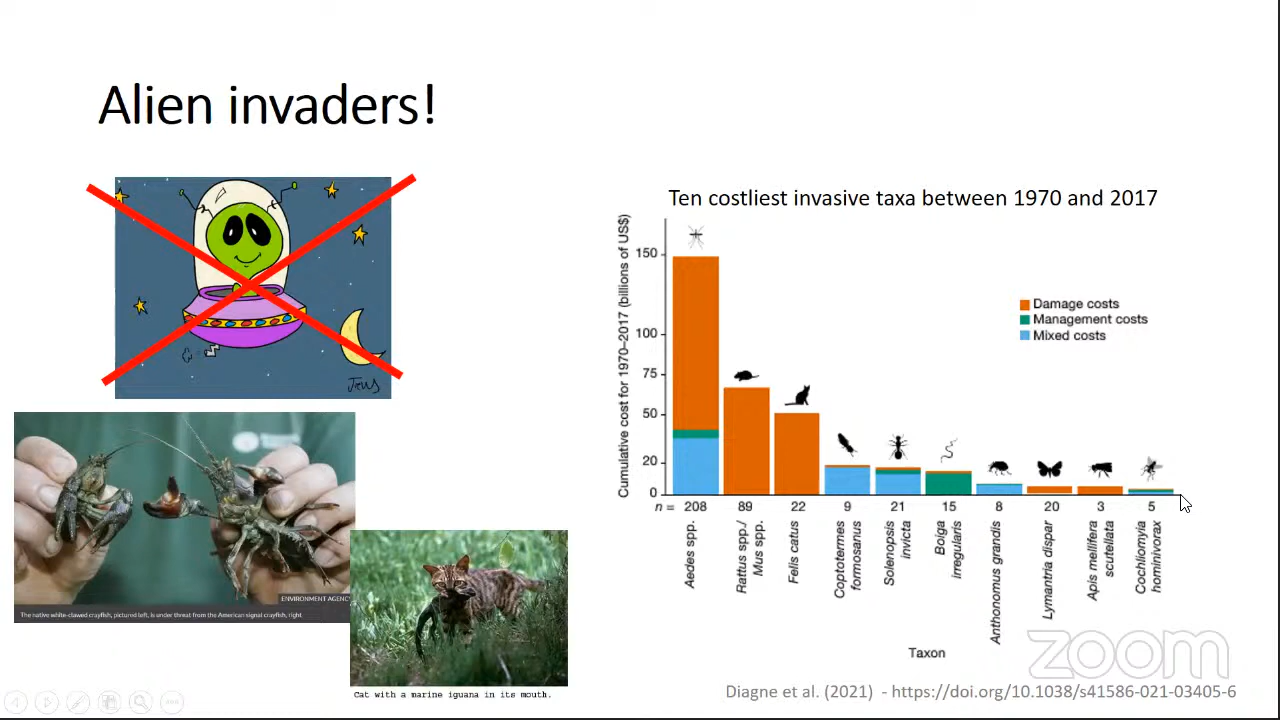 Alien invaders!
Jews
ENVIRONMENT AGENCY
The native white-clawed crayfish, pictured left, is under threat from the American signal crayfish, right
Cat with a marine iguana in its mouth.
Ten costliest invasive taxa between 1970 and 2017
Cumulative cost for 1970–2017 (billions of US$)
150
100
75
50
20
0
Damage costs
Management costs
Mixed costs
n = 208 89 22 9 21 15 8 20 3 5
Aedes spp.
Rattus spp./
Mus spp.
Felis catus
Coptotermes
formosanus
Solenopsis
invicta
Boiga
irregularis
Anthonomus grandis
Lymantria dispar
Apis mellifera
scutellata
Cochliomyia
hominivorax
Taxon
zoom
Diagne et al. (2021) - https://doi.org/10.1038/s41586-021-03405-6